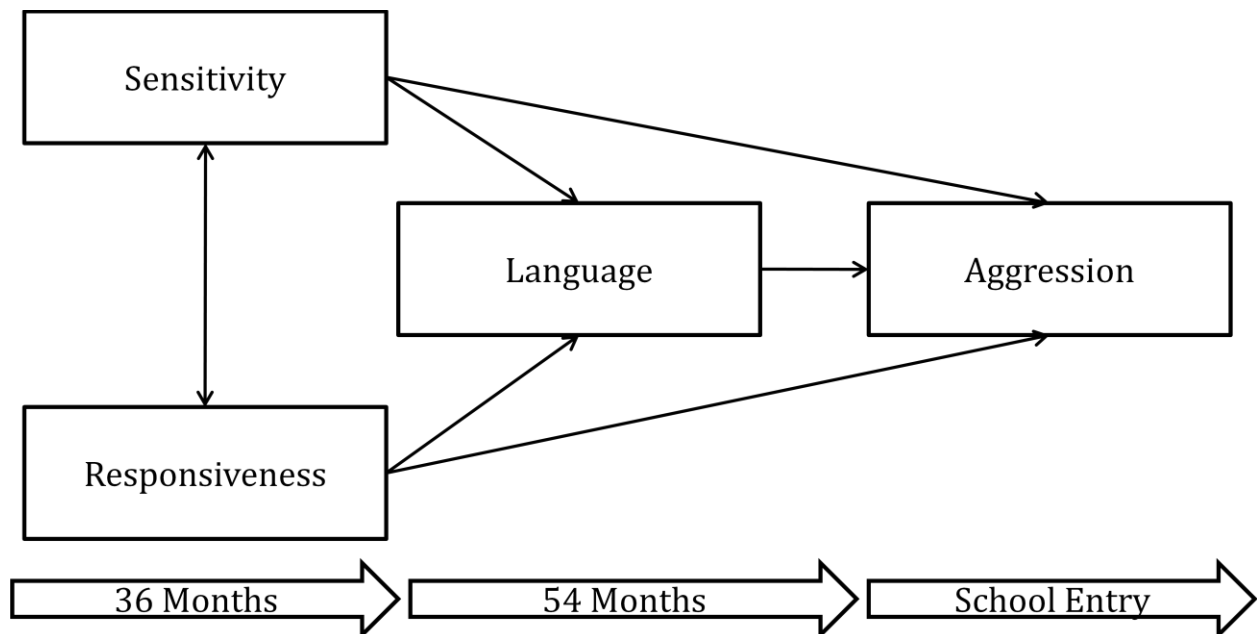 Sensitivity
Language
Aggression
Responsiveness
36 Months
54 Months
School Entry